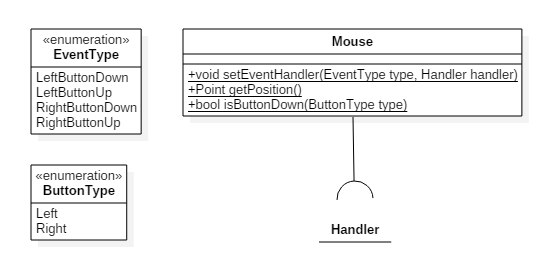 «enumeration»
EventType
LeftButtonDown
LeftButtonUp
RightButtonDown
RightButtonUp
Mouse
+void setEventHandler(EventType type, Handler handler)
+Point getPosition()
+bool isButtonDown(ButtonType type)
«enumeration»
ButtonType
Left
Right
Handler